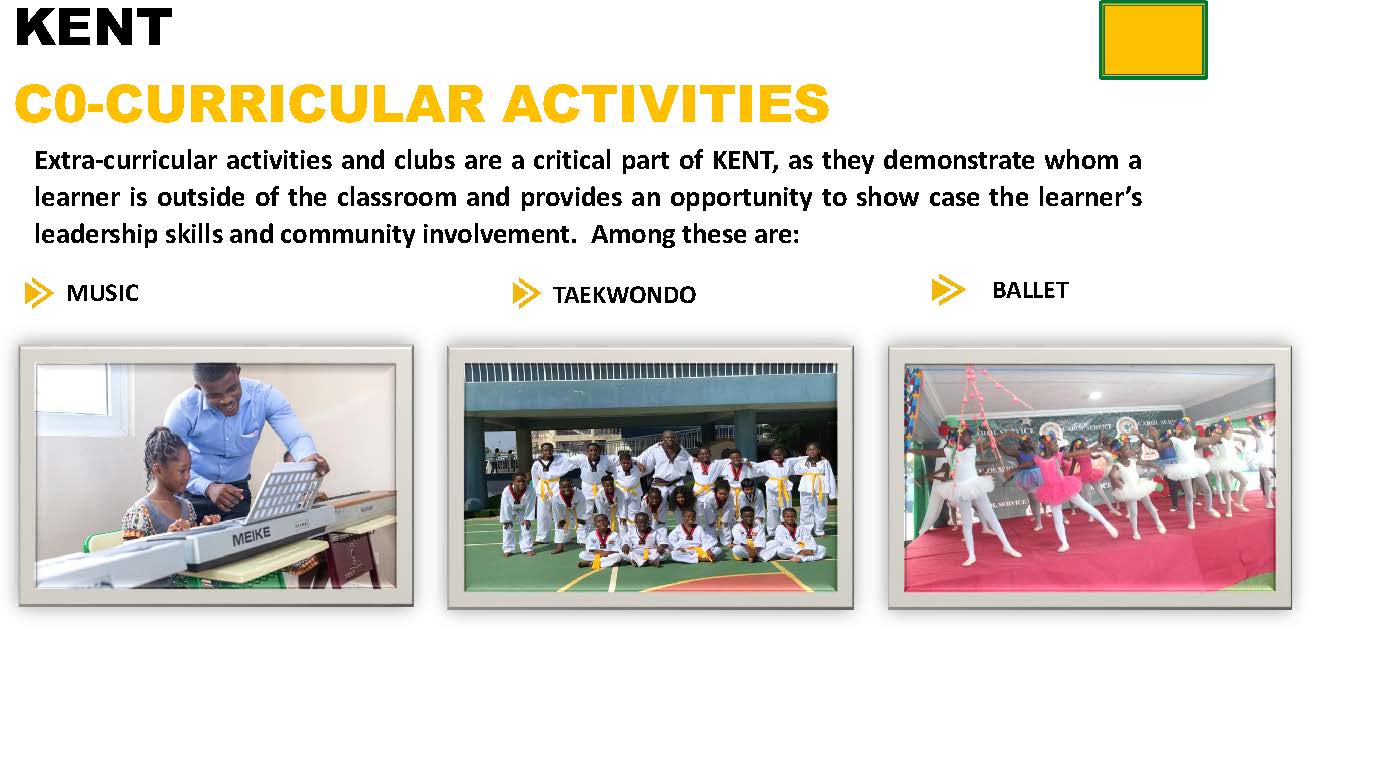 KENT
C0-CURRICULAR ACTIVITIES
Extra-curricular activities and clubs are a critical part of KENT, as they demonstrate whom a
learner is outside of the classroom and provides an opportunity to show case the learner’s
leadership skills and community involvement.  Among these are:
MUSIC
TAEKWONDO
BALLET
MEIKE
CAROL SERVICE